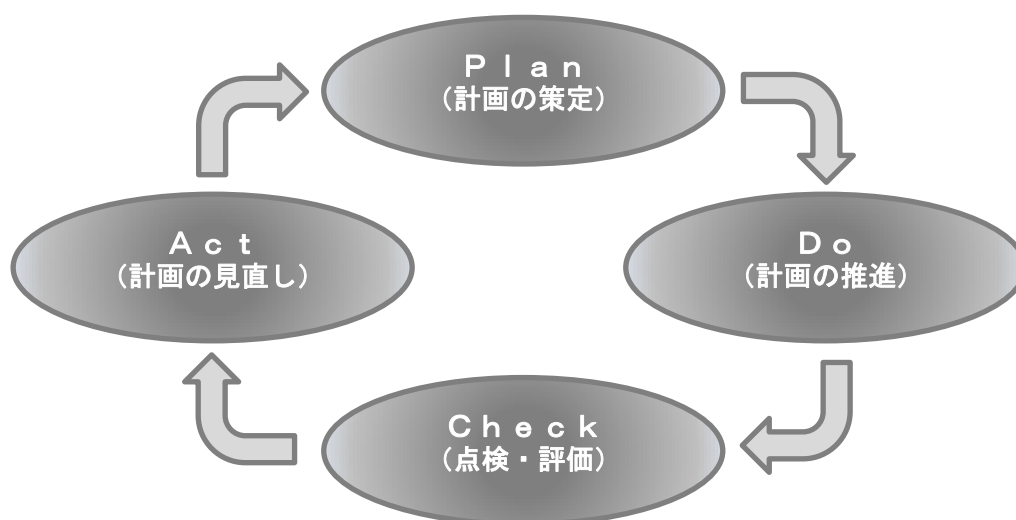 Ｐｌａｎ
（計画の策定）
Ａｃｔ
（計画の見直し）
Ｄｏ
（計画の推進）
Ｃｈｅｃｋ
（点検・評価）